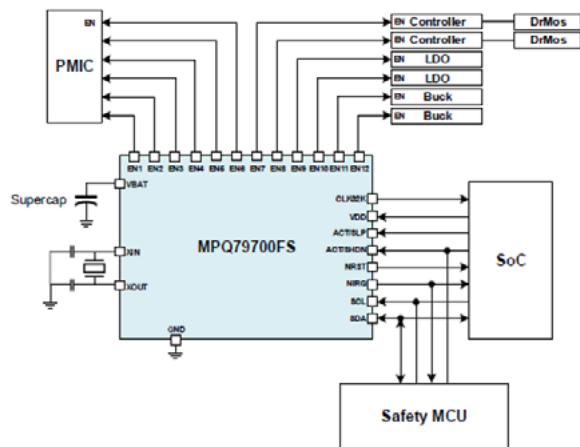 EN
PMIC
EN Controller
DrMos
EN Controller
DrMos
EN LDO
EN LDO
EN Buck
EN Buck
EN1 EN2 EN3 EN4 EN5 EN6 EN7 EN8 EN9 EN10 EN11 EN12
VBAT
Supercap
CLK32K
VDD
ACT/SLP
ACT/SHDN
NRST
NIRQ
SCL
SDA
XIN
XOUT
MPQ79700FS
SoC
GND
Safety MCU